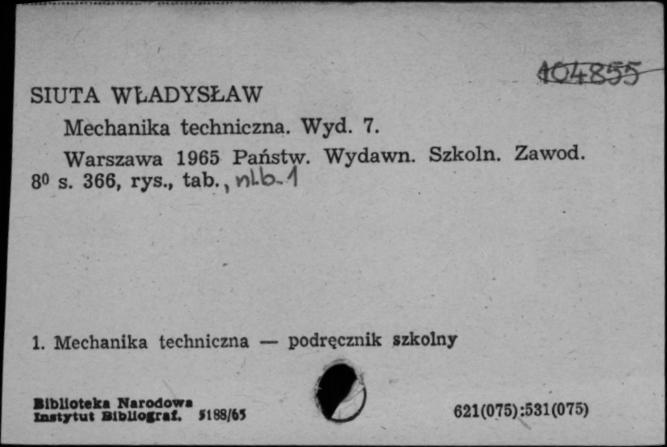 104855
SIUTA WŁADYSŁAW
Mechanika techniczna. Wyd. 7.
Warszawa 1965 Państw. Wydawn. Szkoln. Zawod.
8⁰ s. 366, rys., tab., nlb. 1
1. Mechanika techniczna — podręcznik szkolny
Biblioteka Narodowa
Instytut Bibliograf. 5188/65
621(075):531(075)